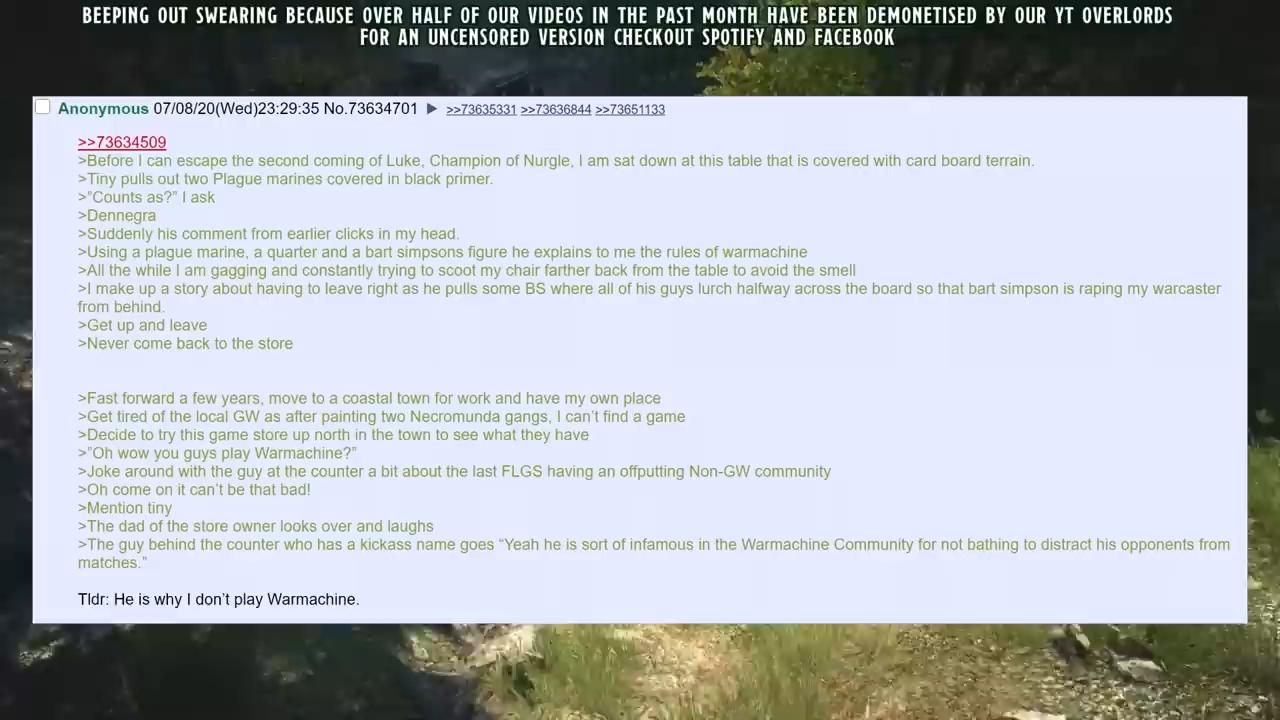 BEEPING OUT SWEARING BECAUSE OVER HALF OF OUR VIDEOS IN THE PAST MONTH HAVE BEEN DEMONETISED BY OUR YT OVERLORDS
FOR AN UNCENSORED VERSION CHECKOUT SPOTIFY AND FACEBOOK
Anonymous 07/08/20(Wed)23:29:35 No.73634701 ▶ >>73635331 >>73636844 >>73651133
>>73634509
>Before I can escape the second coming of Luke, Champion of Nurgle, I am sat down at this table that is covered with card board terrain.
>Tiny pulls out two Plague marines covered in black primer.
>”Counts as?” I ask
>Dennegra
>Suddenly his comment from earlier clicks in my head.
>Using a plague marine, a quarter and a bart simpsons figure he explains to me the rules of warmachine
>All the while I am gagging and constantly trying to scoot my chair farther back from the table to avoid the smell
>I make up a story about having to leave right as he pulls some BS where all of his guys lurch halfway across the board so that bart simpson is raping my warcaster
from behind.
>Get up and leave
>Never come back to the store
>Fast forward a few years, move to a coastal town for work and have my own place
>Get tired of the local GW as after painting two Necromunda gangs, I can’t find a game
>Decide to try this game store up north in the town to see what they have
>”Oh wow you guys play Warmachine?”
>Joke around with the guy at the counter a bit about the last FLGS having an offputting Non-GW community
>Oh come on it can’t be that bad!
>Mention tiny
>The dad of the store owner looks over and laughs
>The guy behind the counter who has a kickass name goes “Yeah he is sort of infamous in the Warmachine Community for not bathing to distract his opponents from
matches.”
Tldr: He is why I don’t play Warmachine.